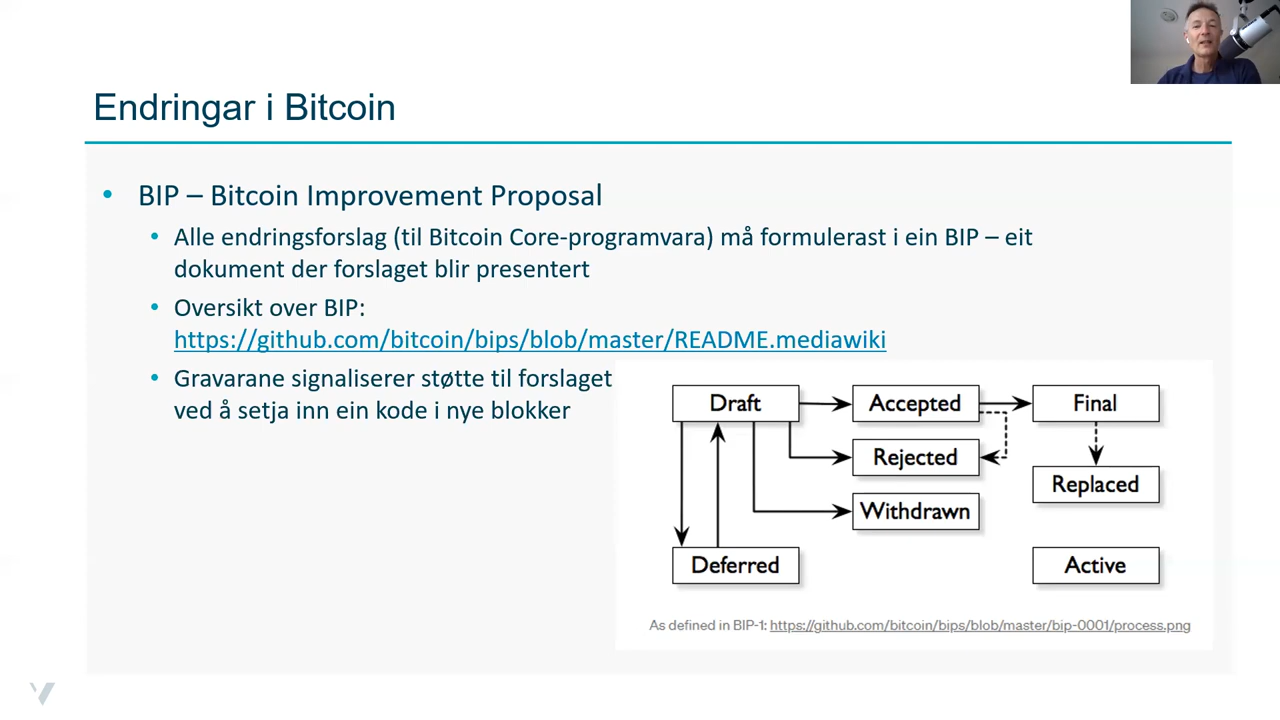 Endringar i Bitcoin
• BIP – Bitcoin Improvement Proposal
• Alle endringsforslag (til Bitcoin Core-programvara) må formulerast i ein BIP – eit
dokument der forslaget blir presentert
• Oversikt over BIP:
https://github.com/bitcoin/bips/blob/master/README.mediawiki
• Gravarane signaliserer støtte til forslaget
ved å setja inn ein kode i nye blokker
Draft
Accepted
Final
Rejected
Replaced
Withdrawn
Deferred
Active
As defined in BIP-1: https://github.com/bitcoin/bips/blob/master/bip-0001/process.png